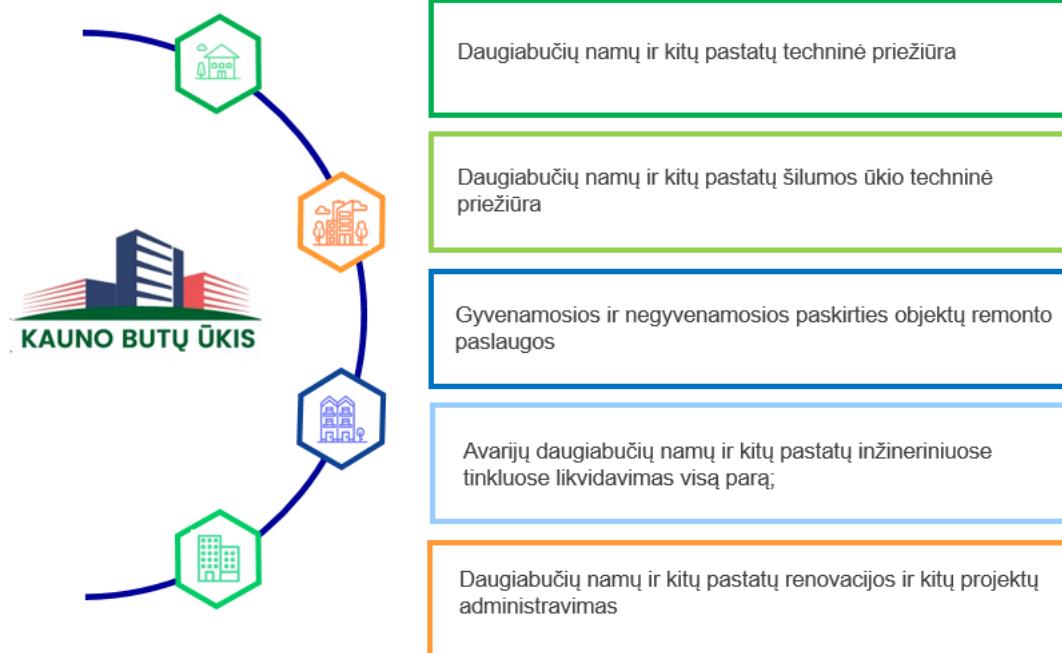 Daugiabučių namų ir kitų pastatų techninė priežiūra
Daugiabučių namų ir kitų pastatų šilumos ūkio techninė
priežiūra
KAUNO BUTŲ ŪKIS
Gyvenamosios ir negyvenamosios paskirties objektų remonto
paslaugos
Avarijų daugiabučių namų ir kitų pastatų inžineriniuose
tinkluose likvidavimas visą parą;
Daugiabučių namų ir kitų pastatų renovacijos ir kitų projektų
administravimas